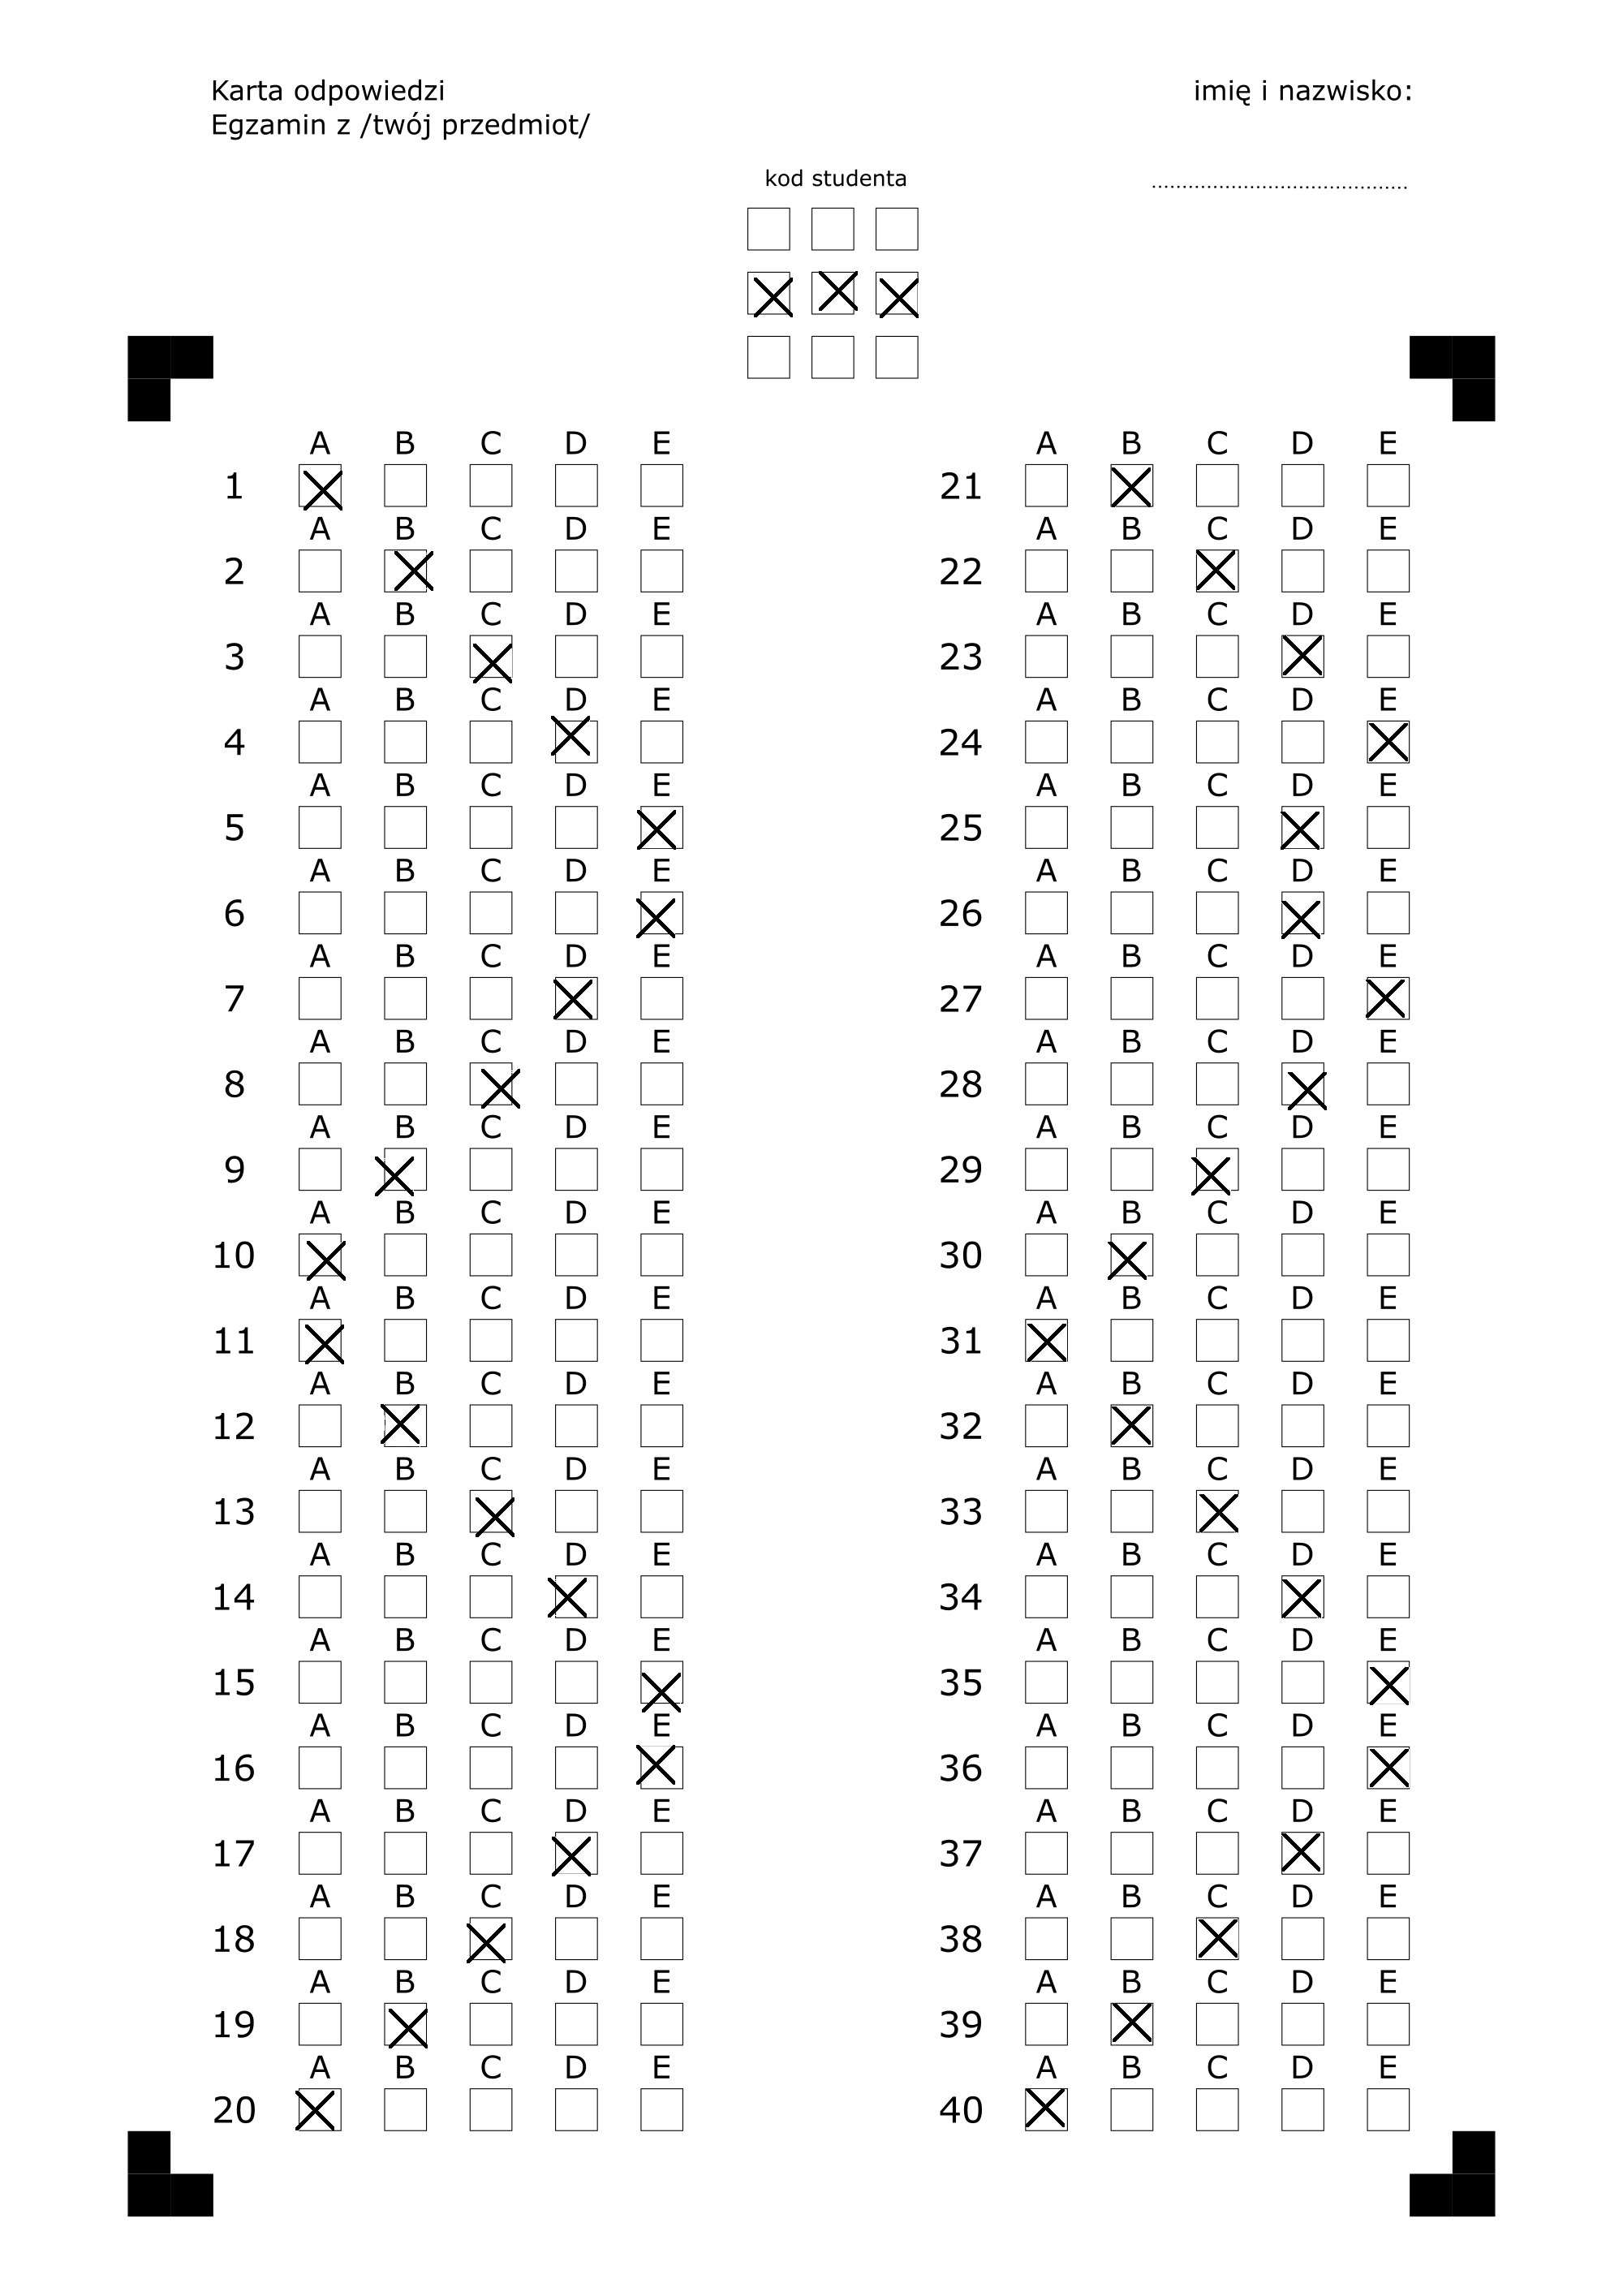 Karta odpowiedzi
imię i nazwisko:
Egzamin z /twój przedmiot/
kod studenta
........................................
A B C D E
1
A B C D E
2
A B C D E
3
A B C D E
4
A B C D E
5
A B C D E
6
A B C D E
7
A B C D E
8
A B C D E
9
A B C D E
10
A B C D E
11
A B C D E
12
A B C D E
13
A B C D E
14
A B C D E
15
A B C D E
16
A B C D E
17
A B C D E
18
A B C D E
19
A B C D E
20
A B C D E
21
A B C D E
22
A B C D E
23
A B C D E
24
A B C D E
25
A B C D E
26
A B C D E
27
A B C D E
28
A B C D E
29
A B C D E
30
A B C D E
31
A B C D E
32
A B C D E
33
A B C D E
34
A B C D E
35
A B C D E
36
A B C D E
37
A B C D E
38
A B C D E
39
A B C D E
40